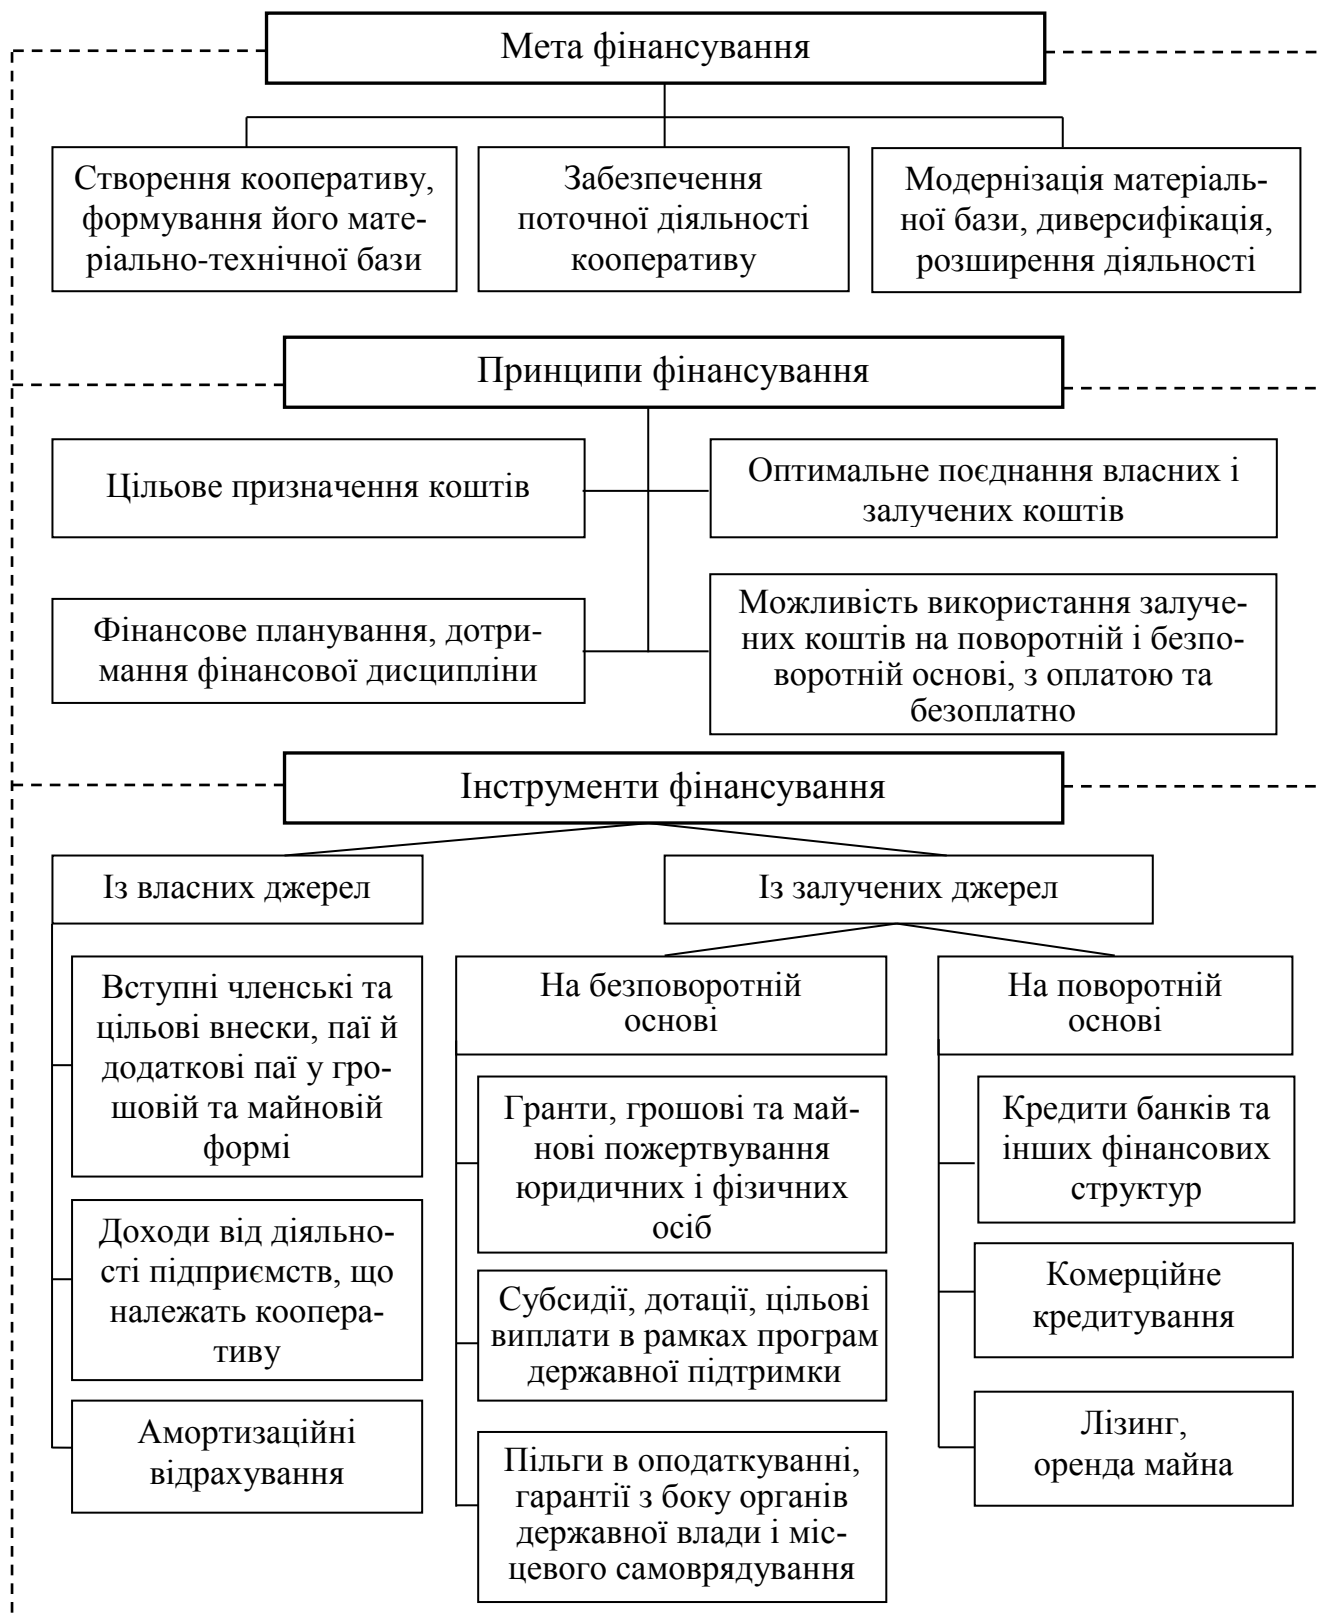 Мета фінансування
Створення кооперативу,
формування його мате-
ріально-технічної бази
Забезпечення
поточної діяльності
кооперативу
Модернізація матеріаль-
ної бази, диверсифікація,
розширення діяльності
Принципи фінансування
Цільове призначення коштів
Оптимальне поєднання власних і
залучених коштів
Фінансове планування, дотри-
мання фінансової дисципліни
Можливість використання залуче-
них коштів на поворотній і безпо-
воротній основі, з оплатою та
безоплатно
Інструменти фінансування
Із власних джерел
Із залучених джерел
Вступні членські та
цільові внески, паї й
додаткові паї у гро-
шовій та майновій
формі
Доходи від діяльно-
сті підприємств, що
належать коопера-
тиву
Амортизаційні
відрахування
На безповоротній
основі
Гранти, грошові та май-
нові пожертвування
юридичних і фізичних
осіб
Субсидії, дотації, цільові
виплати в рамках програм
державної підтримки
Пільги в оподаткуванні,
гарантії з боку органів
державної влади і міс-
цевого самоврядування
На поворотній
основі
Кредити банків та
інших фінансових
структур
Комерційне
кредитування
Лізинг,
оренда майна